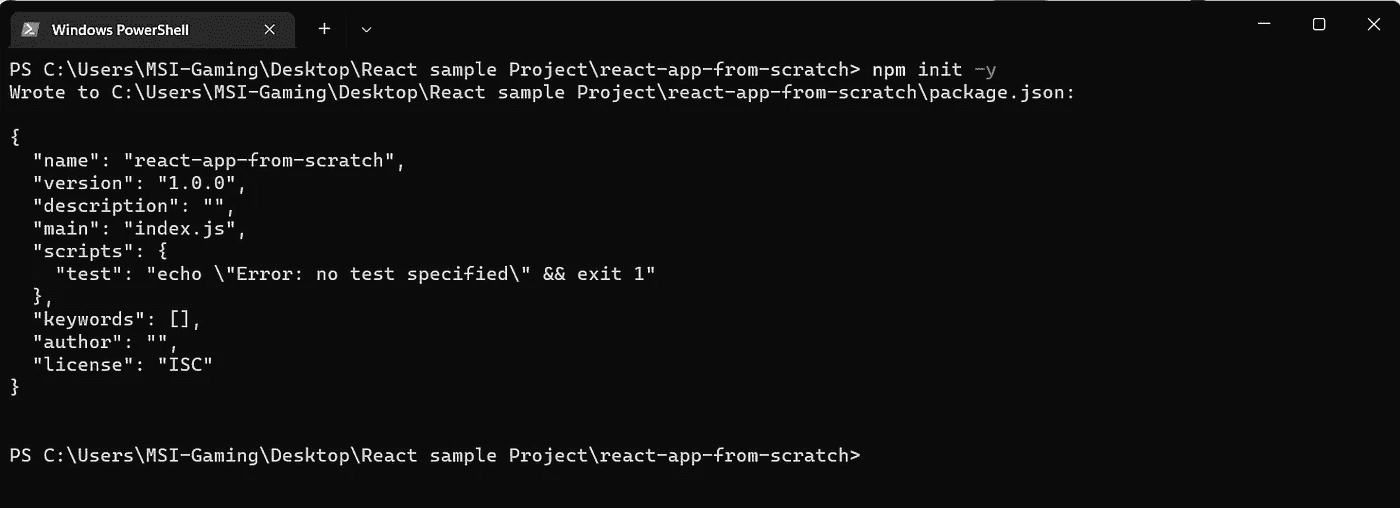 Windows PowerShell
PS C:\Users\MSI-Gaming\Desktop\React sample Project\react-app-from-scratch> npm init -y
Wrote to C:\Users\MSI-Gaming\Desktop\React sample Project\react-app-from-scratch\package.json:
{
  "name": "react-app-from-scratch",
  "version": "1.0.0",
  "description": "",
  "main": "index.js",
  "scripts": {
    "test": "echo \"Error: no test specified\" && exit 1"
  },
  "keywords": [],
  "author": "",
  "license": "ISC"
}
PS C:\Users\MSI-Gaming\Desktop\React sample Project\react-app-from-scratch>